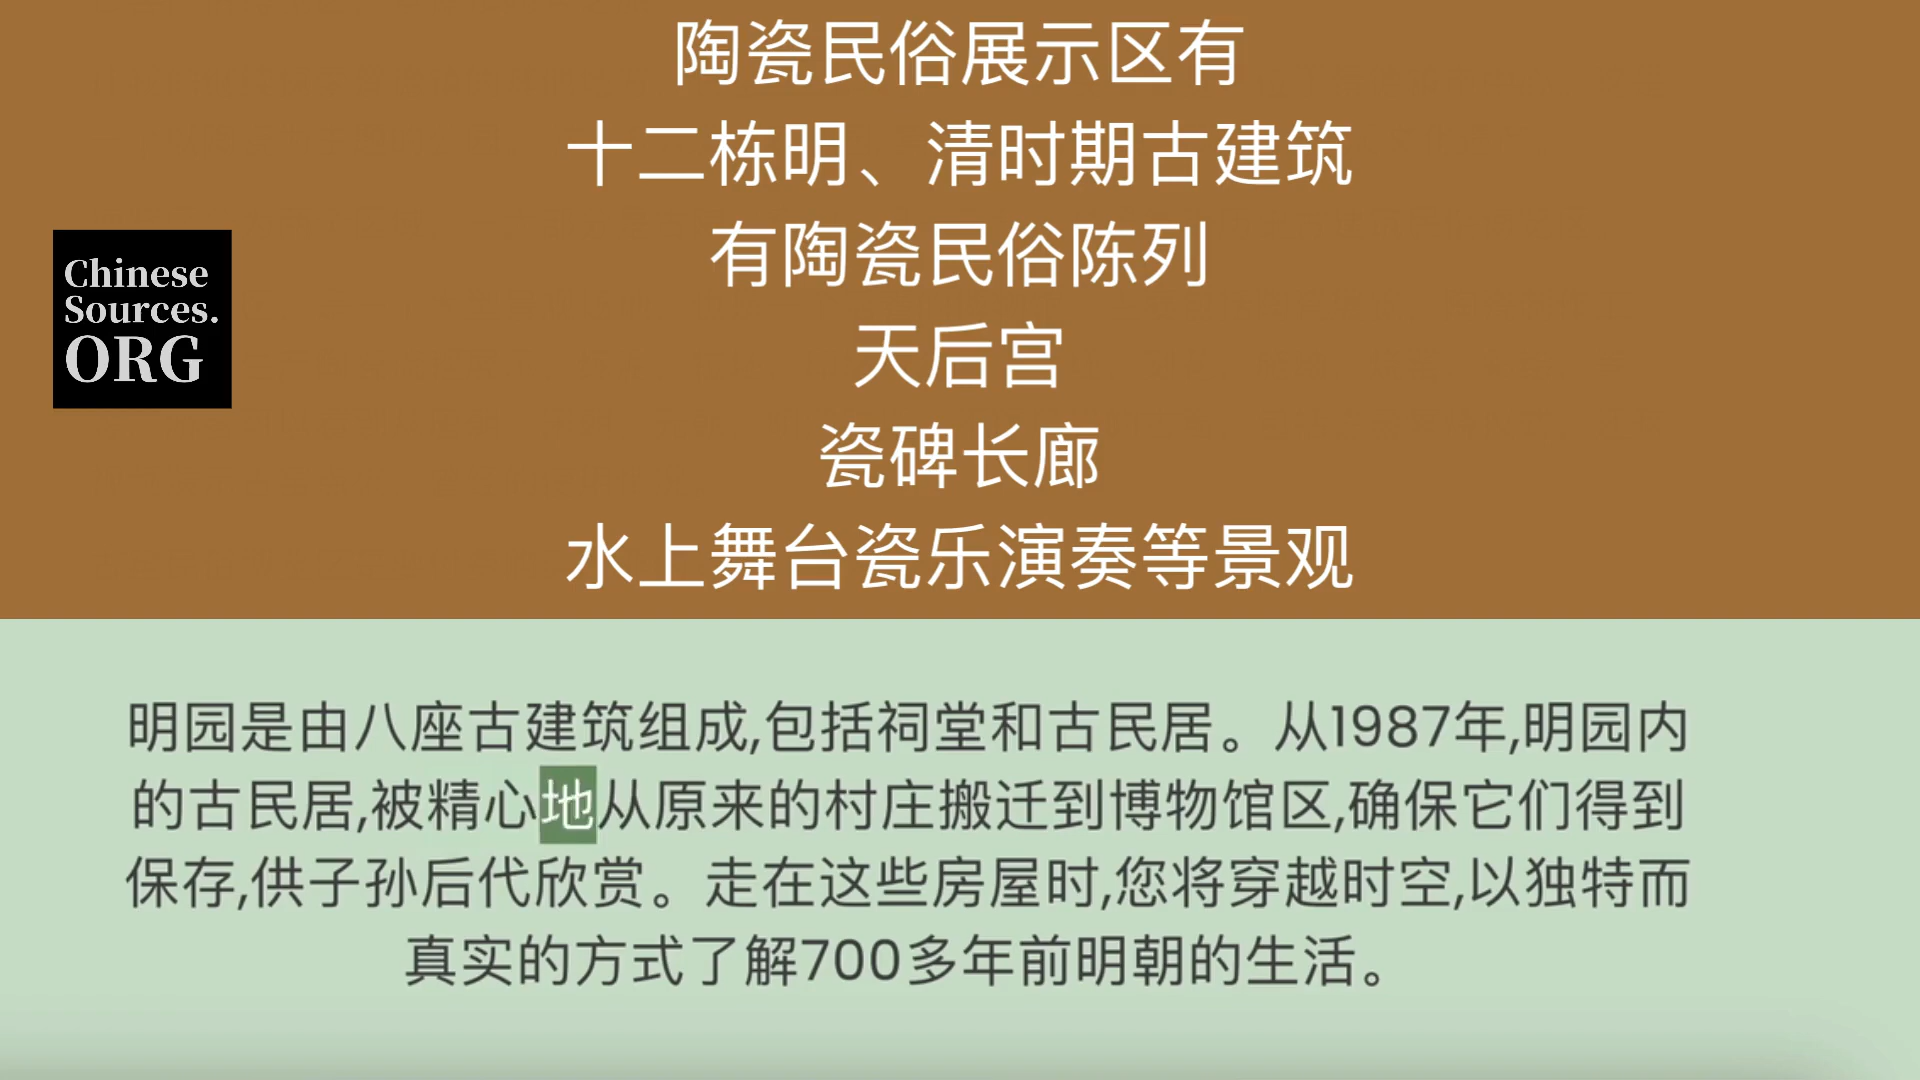 陶瓷民俗展示区有
十二栋明、清时期古建筑
有陶瓷民俗陈列
天后宫
瓷碑长廊
水上舞台瓷乐演奏等景观
Chinese
Sources.
ORG
明园是由八座古建筑组成,包括祠堂和古民居。从1987年,明园内
的古民居,被精心地从原来的村庄搬迁到博物馆区,确保它们得到
保存,供子孙后代欣赏。走在这些房屋时,您将穿越时空,以独特而
真实的方式了解700多年前明朝的生活。